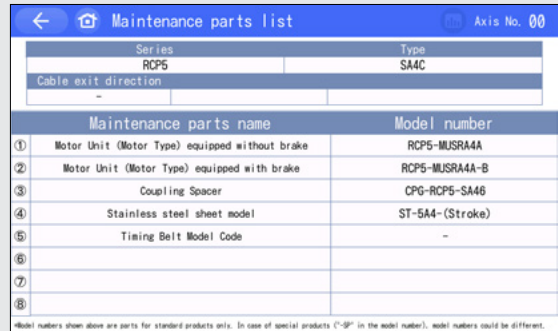 Maintenance parts list Axis No. 00
Series Type
RCP5 SA4C
Cable exit direction
-
Maintenance parts name Model number
① Motor Unit (Motor Type) equipped without brake RCP5-MUSRA4A
② Motor Unit (Motor Type) equipped with brake RCP5-MUSRA4A-B
③ Coupling Spacer CPG-RCP5-SA46
④ Stainless steel sheet model ST-5A4-(Stroke)
⑤ Timing Belt Model Code -
⑥
⑦
⑧
*Model numbers shown above are parts for standard products only. In case of special products ("-SP" in the model number), model numbers could be different.